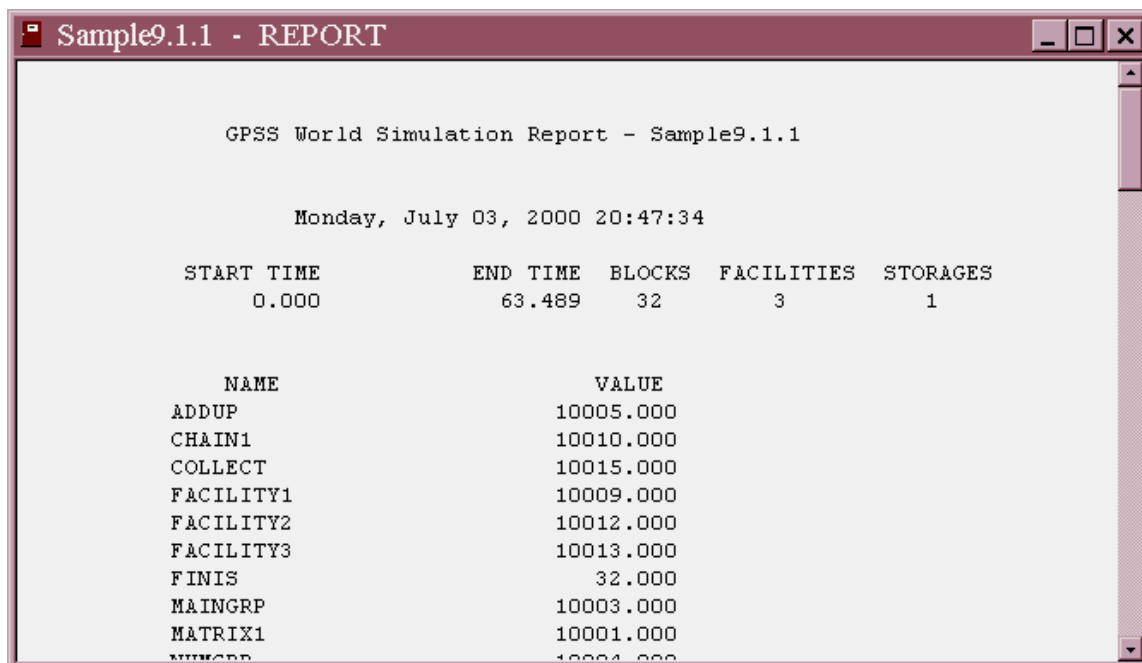 Sample9.1.1 - REPORT
GPSS World Simulation Report - Sample9.1.1
Monday, July 03, 2000 20:47:34
START TIME END TIME BLOCKS FACILITIES STORAGES
0.000 63.489 32 3 1
NAME VALUE
ADDUP 10005.000
CHAIN1 10010.000
COLLECT 10015.000
FACILITY1 10009.000
FACILITY2 10012.000
FACILITY3 10013.000
FINIS 32.000
MAINGRP 10003.000
MATRIX1 10001.000